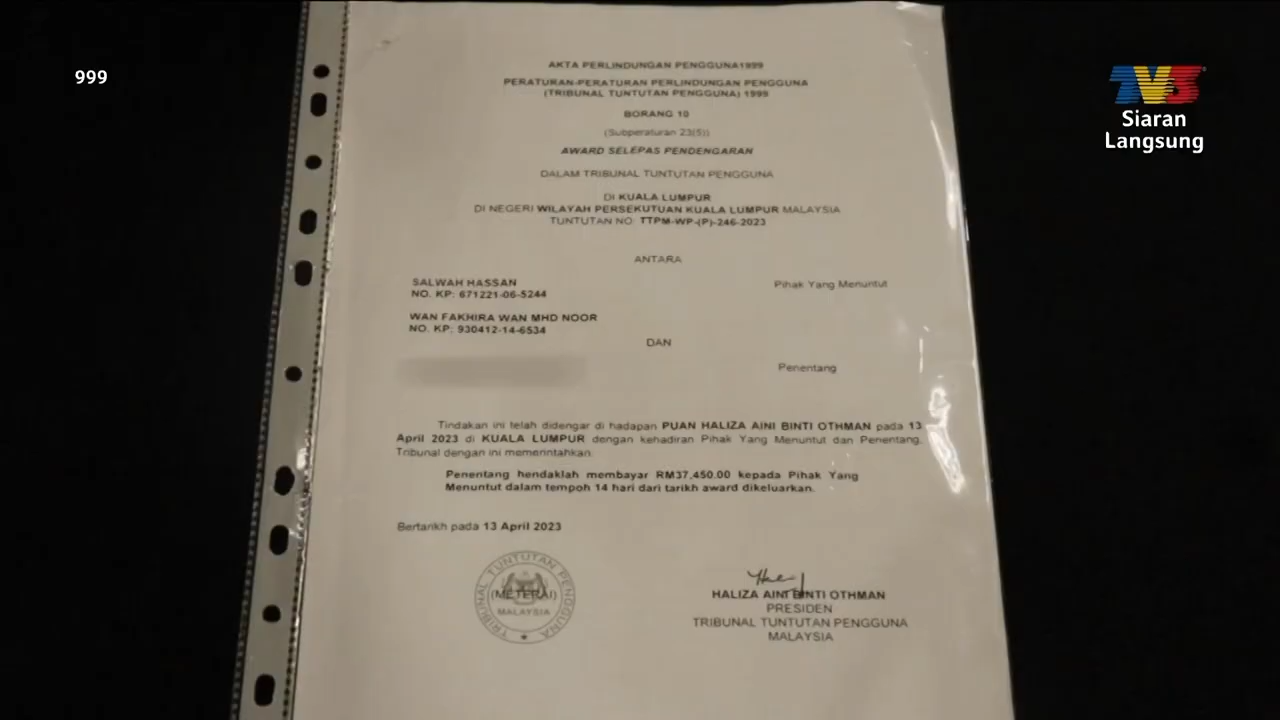 999
TV3
Siaran
Langsung
AKTA PERLINDUNGAN PENGGUNA1999
PERATURAN-PERATURAN PERLINDUNGAN PENGGUNA
(TRIBUNAL TUNTUTAN PENGGUNA) 1999
BORANG 10
(Subperaturan 23(5))
AWARD SELEPAS PENDENGARAN
DALAM TRIBUNAL TUNTUTAN PENGGUNA
DI KUALA LUMPUR
DI NEGERI WILAYAH PERSEKUTUAN KUALA LUMPUR MALAYSIA
TUNTUTAN NO: TTPM-WP-(P)-246-2023
ANTARA
SALWAH HASSAN
NO. KP: 671221-06-5244
Pihak Yang Menuntut
WAN FAKHIRA WAN MHD NOOR
NO. KP: 930412-14-6534
DAN
Penentang
Tindakan ini telah didengar di hadapan PUAN HALIZA AINI BINTI OTHMAN pada 13
April 2023 di KUALA LUMPUR dengan kehadiran Pihak Yang Menuntut dan Penentang,
Tribunal dengan ini memerintahkan:
Penentang hendaklah membayar RM37,450.00 kepada Pihak Yang
Menuntut dalam tempoh 14 hari dari tarikh award dikeluarkan.
Bertarikh pada 13 April 2023
TRIBUNAL TUNTUTAN PENGGUNA
(METERAI)
MALAYSIA
HALIZA AINI BINTI OTHMAN
PRESIDEN
TRIBUNAL TUNTUTAN PENGGUNA
MALAYSIA